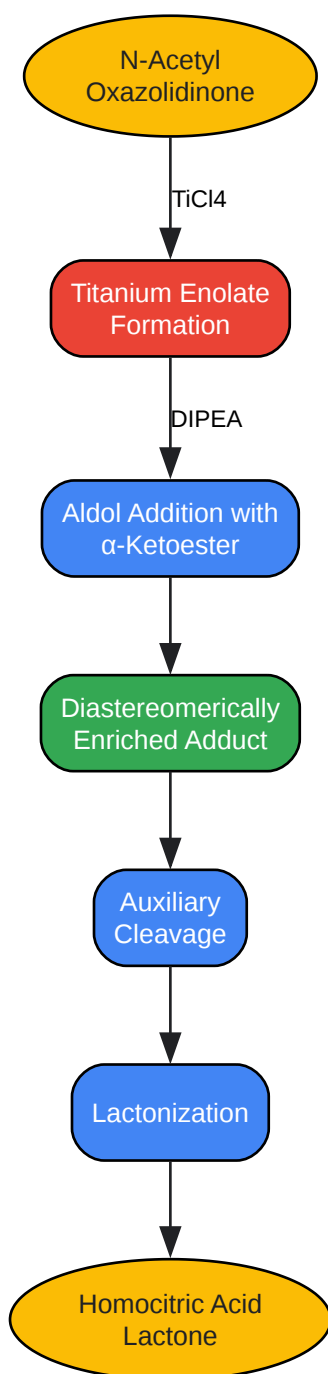 N-Acetyl
Oxazolidinone
TiCl4
Titanium Enolate
Formation
DIPEA
Aldol Addition with
α-Ketoester
Diastereomerically
Enriched Adduct
Auxiliary
Cleavage
Lactonization
Homocitric Acid
Lactone